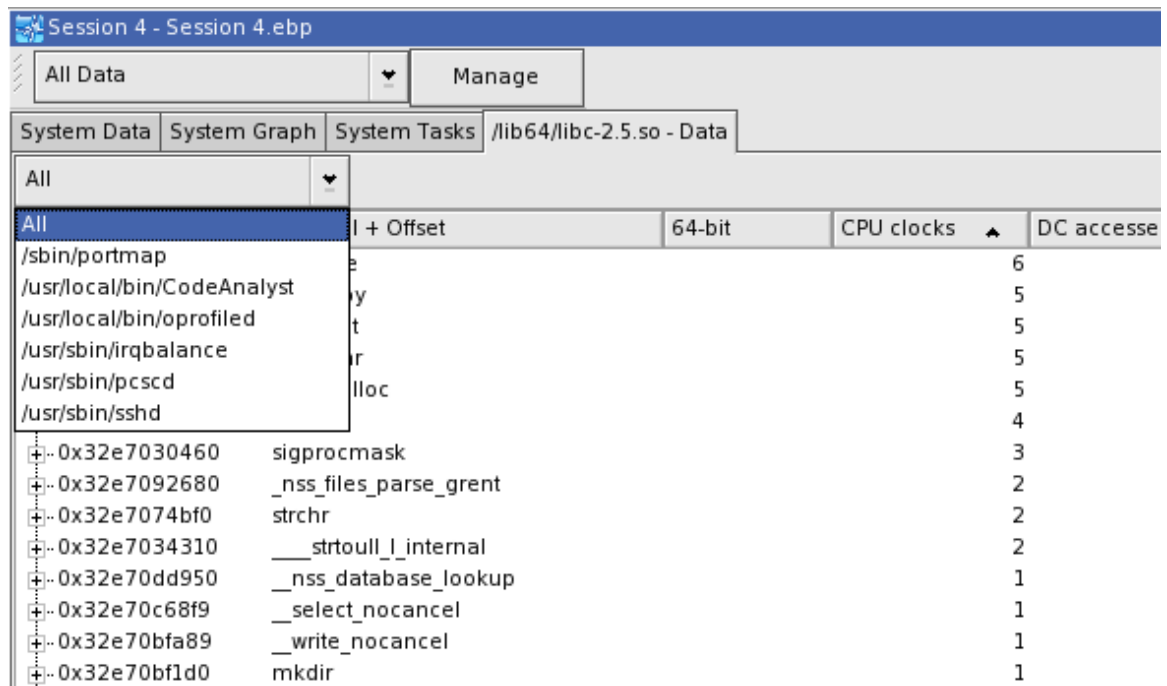 Session 4 - Session 4.ebp
All Data
Manage
System Data System Graph System Tasks /lib64/libc-2.5.so - Data
All
All
+ Offset 64-bit CPU clocks DC accesse
/sbin/portmap 6
/usr/local/bin/CodeAnalyst 5
/usr/local/bin/oprofiled 5
/usr/sbin/irqbalance 5
/usr/sbin/pcscd lloc 5
/usr/sbin/sshd 4
0x32e7030460 sigprocmask 3
0x32e7092680 _nss_files_parse_grent 2
0x32e7074bf0 strchr 2
0x32e7034310 ____strtoull_l_internal 2
0x32e70dd950 __nss_database_lookup 1
0x32e70c68f9 __select_nocancel 1
0x32e70bfa89 __write_nocancel 1
0x32e70bf1d0 mkdir 1